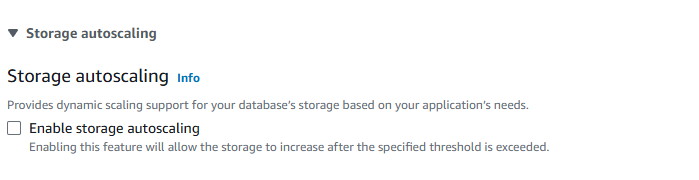 Storage autoscaling
Storage autoscaling Info
Provides dynamic scaling support for your database's storage based on your application's needs.
Enable storage autoscaling
Enabling this feature will allow the storage to increase after the specified threshold is exceeded.